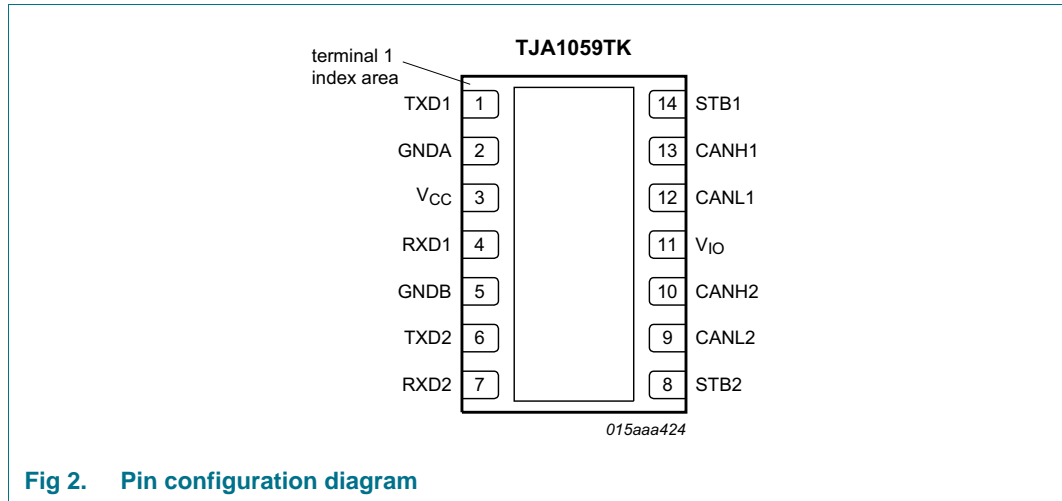 TJA1059TK
terminal 1
index area
TXD1 1 14 STB1
GNDA 2 13 CANH1
VCC 3 12 CANL1
RXD1 4 11 VIO
GNDB 5 10 CANH2
TXD2 6 9 CANL2
RXD2 7 8 STB2
015aaa424
Fig 2. Pin configuration diagram